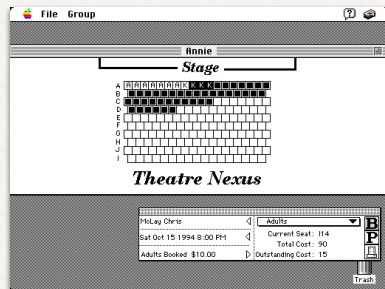 File Group
Annie
Stage
A A A A A A A A K K K K
B
C
D
E
F
G
H
J
I
Theatre Nexus
McLay Chris
Adults
Sat Oct 15 1994 8:00 PM
Current Seat: I14
Total Cost: 90
Adults Booked $10.00
Outstanding Cost: 15
B
P
Trash